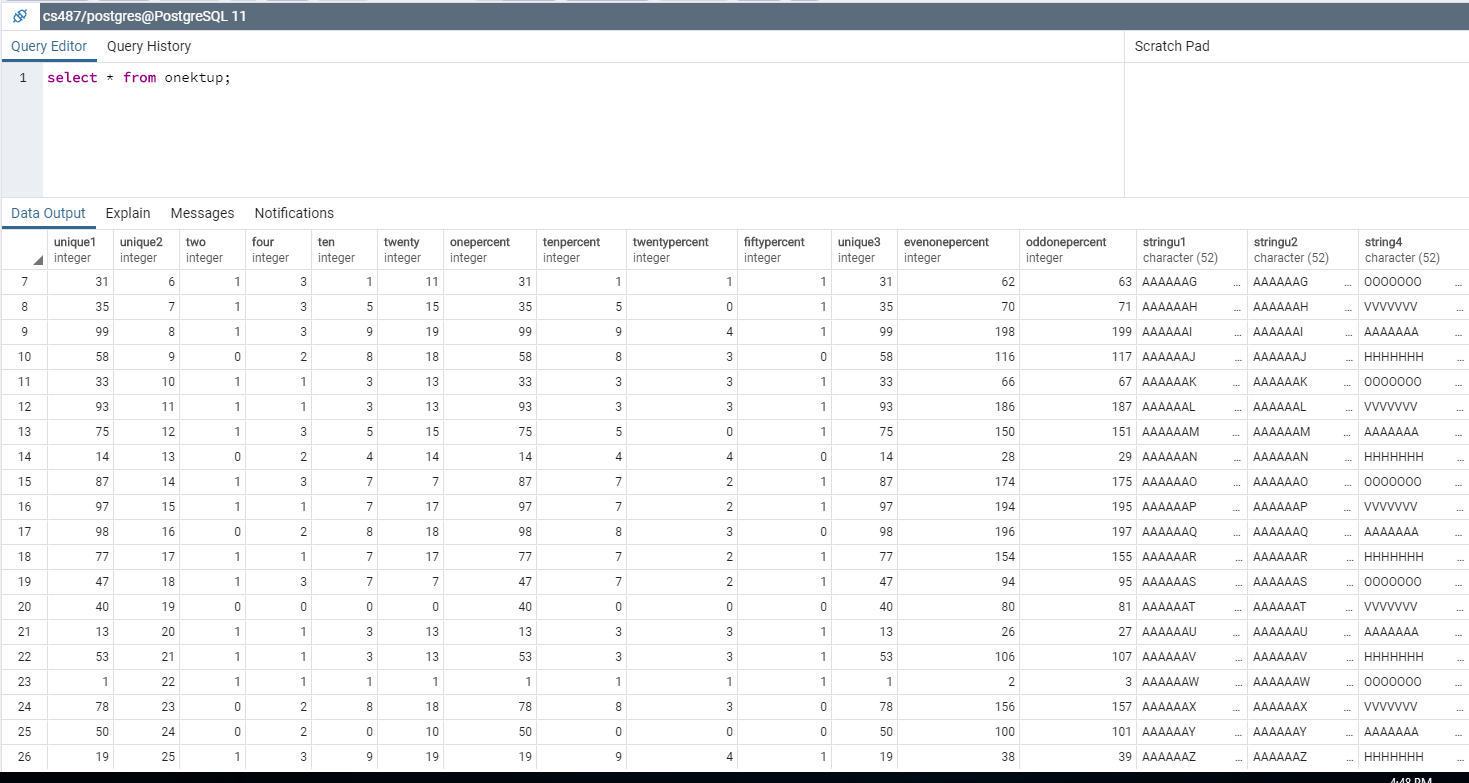 cs487/postgres@PostgreSQL 11
Query Editor Query History Scratch Pad
1 select * from onektup;
Data Output Explain Messages Notifications
unique1 unique2 two four ten twenty onepercent tenpercent twentypercent fiftypercent unique3 evenonepercent oddonepercent stringu1 stringu2 string4
integer integer integer integer integer integer integer integer integer integer integer integer integer character (52) character (52) character (52)
7 31 6 1 3 1 11 31 1 1 1 31 62 63 AAAAAAG ... AAAAAAG ... OOOOOOO ...
8 35 7 1 3 5 15 35 5 0 1 35 70 71 AAAAAAH ... AAAAAAH ... VVVVVVV ...
9 99 8 1 3 9 19 99 9 4 1 99 198 199 AAAAAAI ... AAAAAAI ... AAAAAAA ...
10 58 9 0 2 8 18 58 8 3 0 58 116 117 AAAAAAJ ... AAAAAAJ ... HHHHHHH ...
11 33 10 1 1 3 13 33 3 3 1 33 66 67 AAAAAAK ... AAAAAAK ... OOOOOOO ...
12 93 11 1 1 3 13 93 3 3 1 93 186 187 AAAAAAL ... AAAAAAL ... VVVVVVV ...
13 75 12 1 3 5 15 75 5 0 1 75 150 151 AAAAAAM ... AAAAAAM ... AAAAAAA ...
14 14 13 0 2 4 14 14 4 4 0 14 28 29 AAAAAAN ... AAAAAAN ... HHHHHHH ...
15 87 14 1 3 7 7 87 7 2 1 87 174 175 AAAAAAO ... AAAAAAO ... OOOOOOO ...
16 97 15 1 1 7 17 97 7 2 1 97 194 195 AAAAAAP ... AAAAAAP ... VVVVVVV ...
17 98 16 0 2 8 18 98 8 3 0 98 196 197 AAAAAAQ ... AAAAAAQ ... AAAAAAA ...
18 77 17 1 1 7 17 77 7 2 1 77 154 155 AAAAAAR ... AAAAAAR ... HHHHHHH ...
19 47 18 1 3 7 7 47 7 2 1 47 94 95 AAAAAAS ... AAAAAAS ... OOOOOOO ...
20 40 19 0 0 0 0 40 0 0 0 40 80 81 AAAAAAT ... AAAAAAT ... VVVVVVV ...
21 13 20 1 1 3 13 13 3 3 1 13 26 27 AAAAAAU ... AAAAAAU ... AAAAAAA ...
22 53 21 1 1 3 13 53 3 3 1 53 106 107 AAAAAAV ... AAAAAAV ... HHHHHHH ...
23 1 22 1 1 1 1 1 1 1 1 1 2 3 AAAAAAW ... AAAAAAW ... OOOOOOO ...
24 78 23 0 2 8 18 78 8 3 0 78 156 157 AAAAAAX ... AAAAAAX ... VVVVVVV ...
25 50 24 0 2 0 10 50 0 0 0 50 100 101 AAAAAAY ... AAAAAAY ... AAAAAAA ...
26 19 25 1 3 9 19 19 9 4 1 19 38 39 AAAAAAZ ... AAAAAAZ ... HHHHHHH ...
4:48 PM